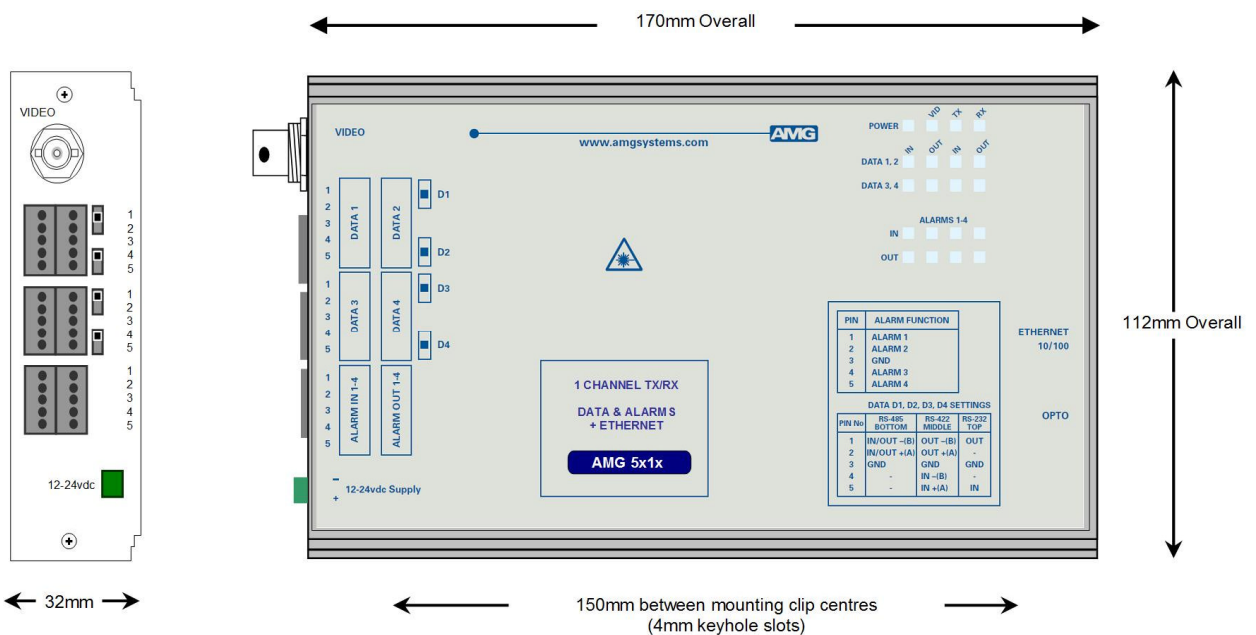 170mm Overall
VIDEO
1
2
3
4
5
1
2
3
4
5
1
2
3
4
5
12-24vdc
32mm
VIDEO
www.amgsystems.com
AMG
VID TX RX
POWER
IN OUT IN OUT
DATA 1, 2
DATA 3, 4
ALARMS 1-4
IN
OUT
1
2
3
4
5
DATA 1
DATA 2
D1
D2
1
2
3
4
5
DATA 3
DATA 4
D3
D4
1
2
3
4
5
ALARM IN 1-4
ALARM OUT 1-4
– 12-24vdc Supply
+
1 CHANNEL TX/RX
DATA & ALARMS
+ ETHERNET
AMG 5x1x
PIN ALARM FUNCTION
1 ALARM 1
2 ALARM 2
3 GND
4 ALARM 3
5 ALARM 4
DATA D1, D2, D3, D4 SETTINGS
PIN No RS-485 BOTTOM RS-422 MIDDLE RS-232 TOP
1 IN/OUT –(B) OUT –(B) OUT
2 IN/OUT +(A) OUT +(A) -
3 GND GND GND
4 - IN –(B) -
5 - IN +(A) IN
ETHERNET
10/100
OPTO
112mm Overall
150mm between mounting clip centres
(4mm keyhole slots)